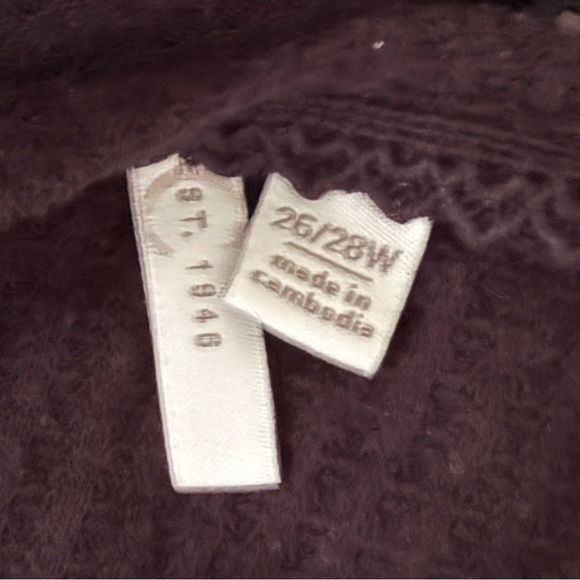 ST. 1946
26/28W
made in
cambodia